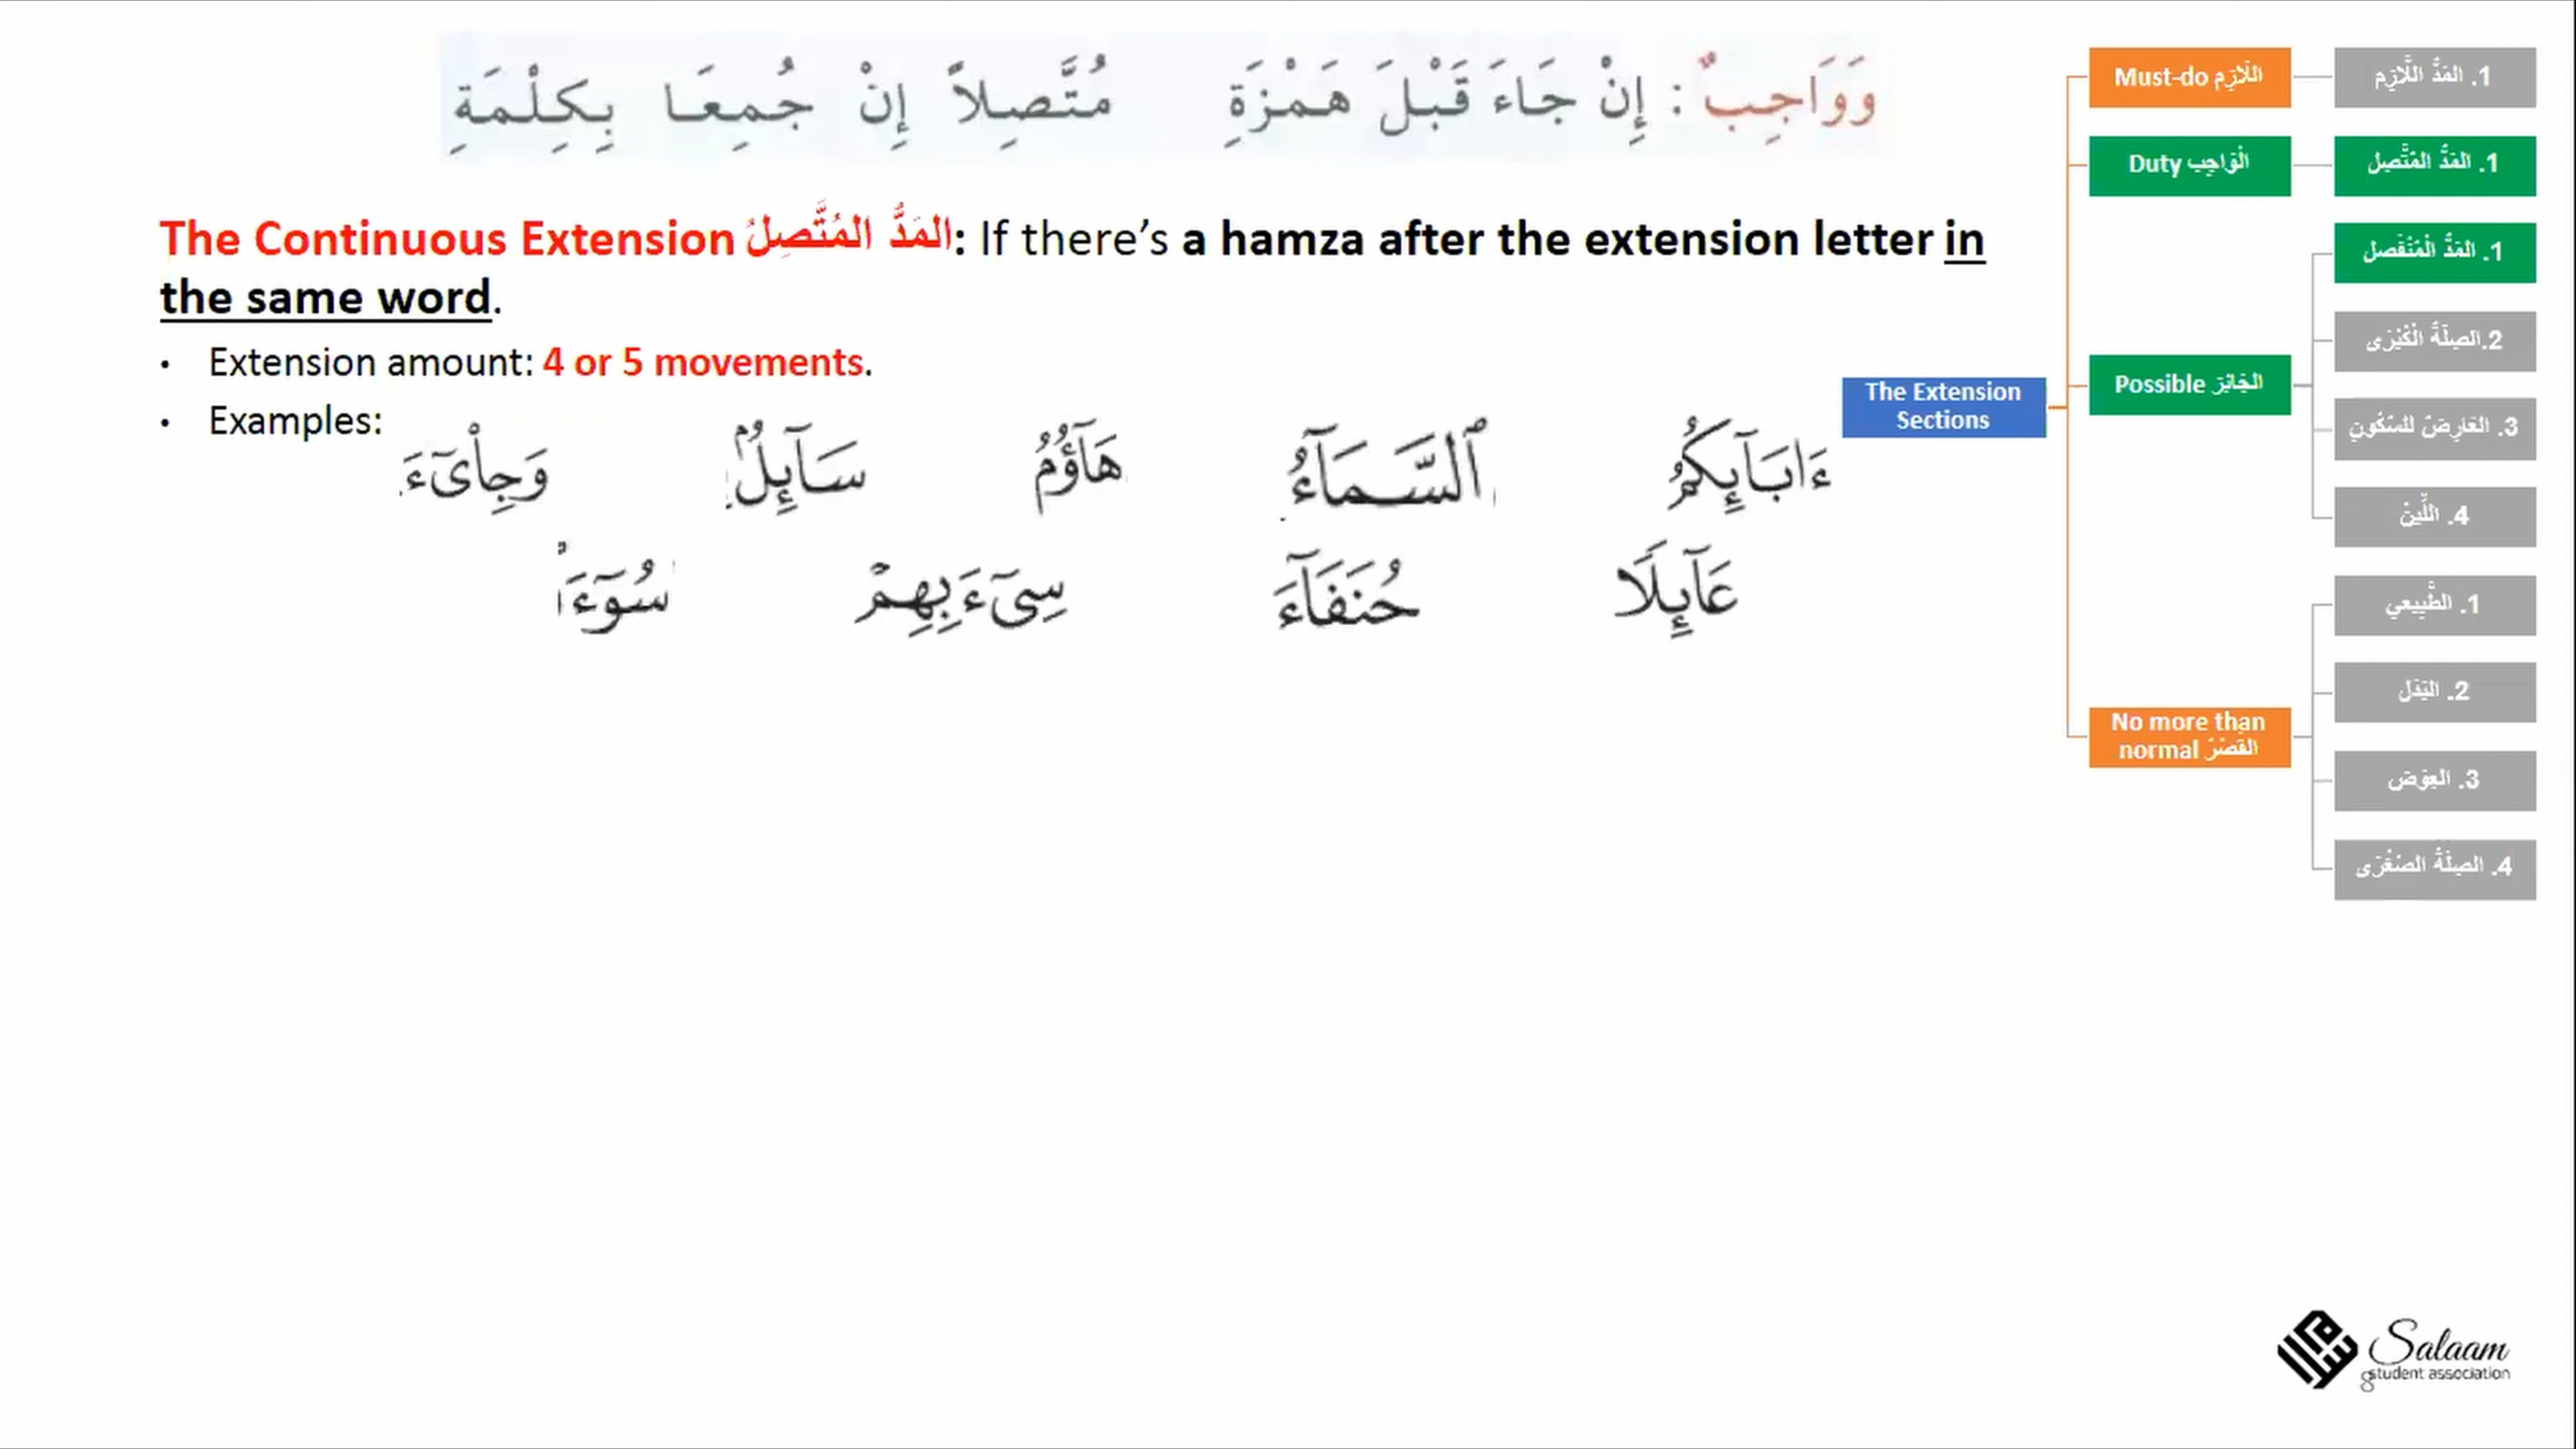 وَوَاجِبٌ : إِنْ جَاءَ قَبْلَ هَمْزَةِ مُتَّصِلاً إِنْ جُمِعَا بِكِلْمَةِ
The Continuous Extension المَدُّ المُتَّصِلُ: If there's a hamza after the extension letter in
the same word.
• Extension amount: 4 or 5 movements.
• Examples:
ءَابَآئِكُمُ ٱلسَّمَآءُ هَآؤُمُ سَآئِلٌ وَجِا۟ىٓءَ
عَآئِلًا حُنَفَآءَ سِىٓءَ بِهِمْ سُوٓءًا
The Extension
Sections
Must-do اللَازِم
1. المَدُّ اللَّازِم
Duty الْوَاجِب
1. المَدُّ المُتَّصِل
Possible الجَائِز
1. المَدُّ الْمُنْفَصِل
2.الصِلَةُ الْكُبْرَى
3. العَارِضُ للسُكُونِ
4. اللِّينْ
No more than
normal القَصْرُ
1. الطَّبِيعي
2. البَدَل
3. العِوَض
4. الصِلَةُ الصُغْرَى
Salaam
student association
8